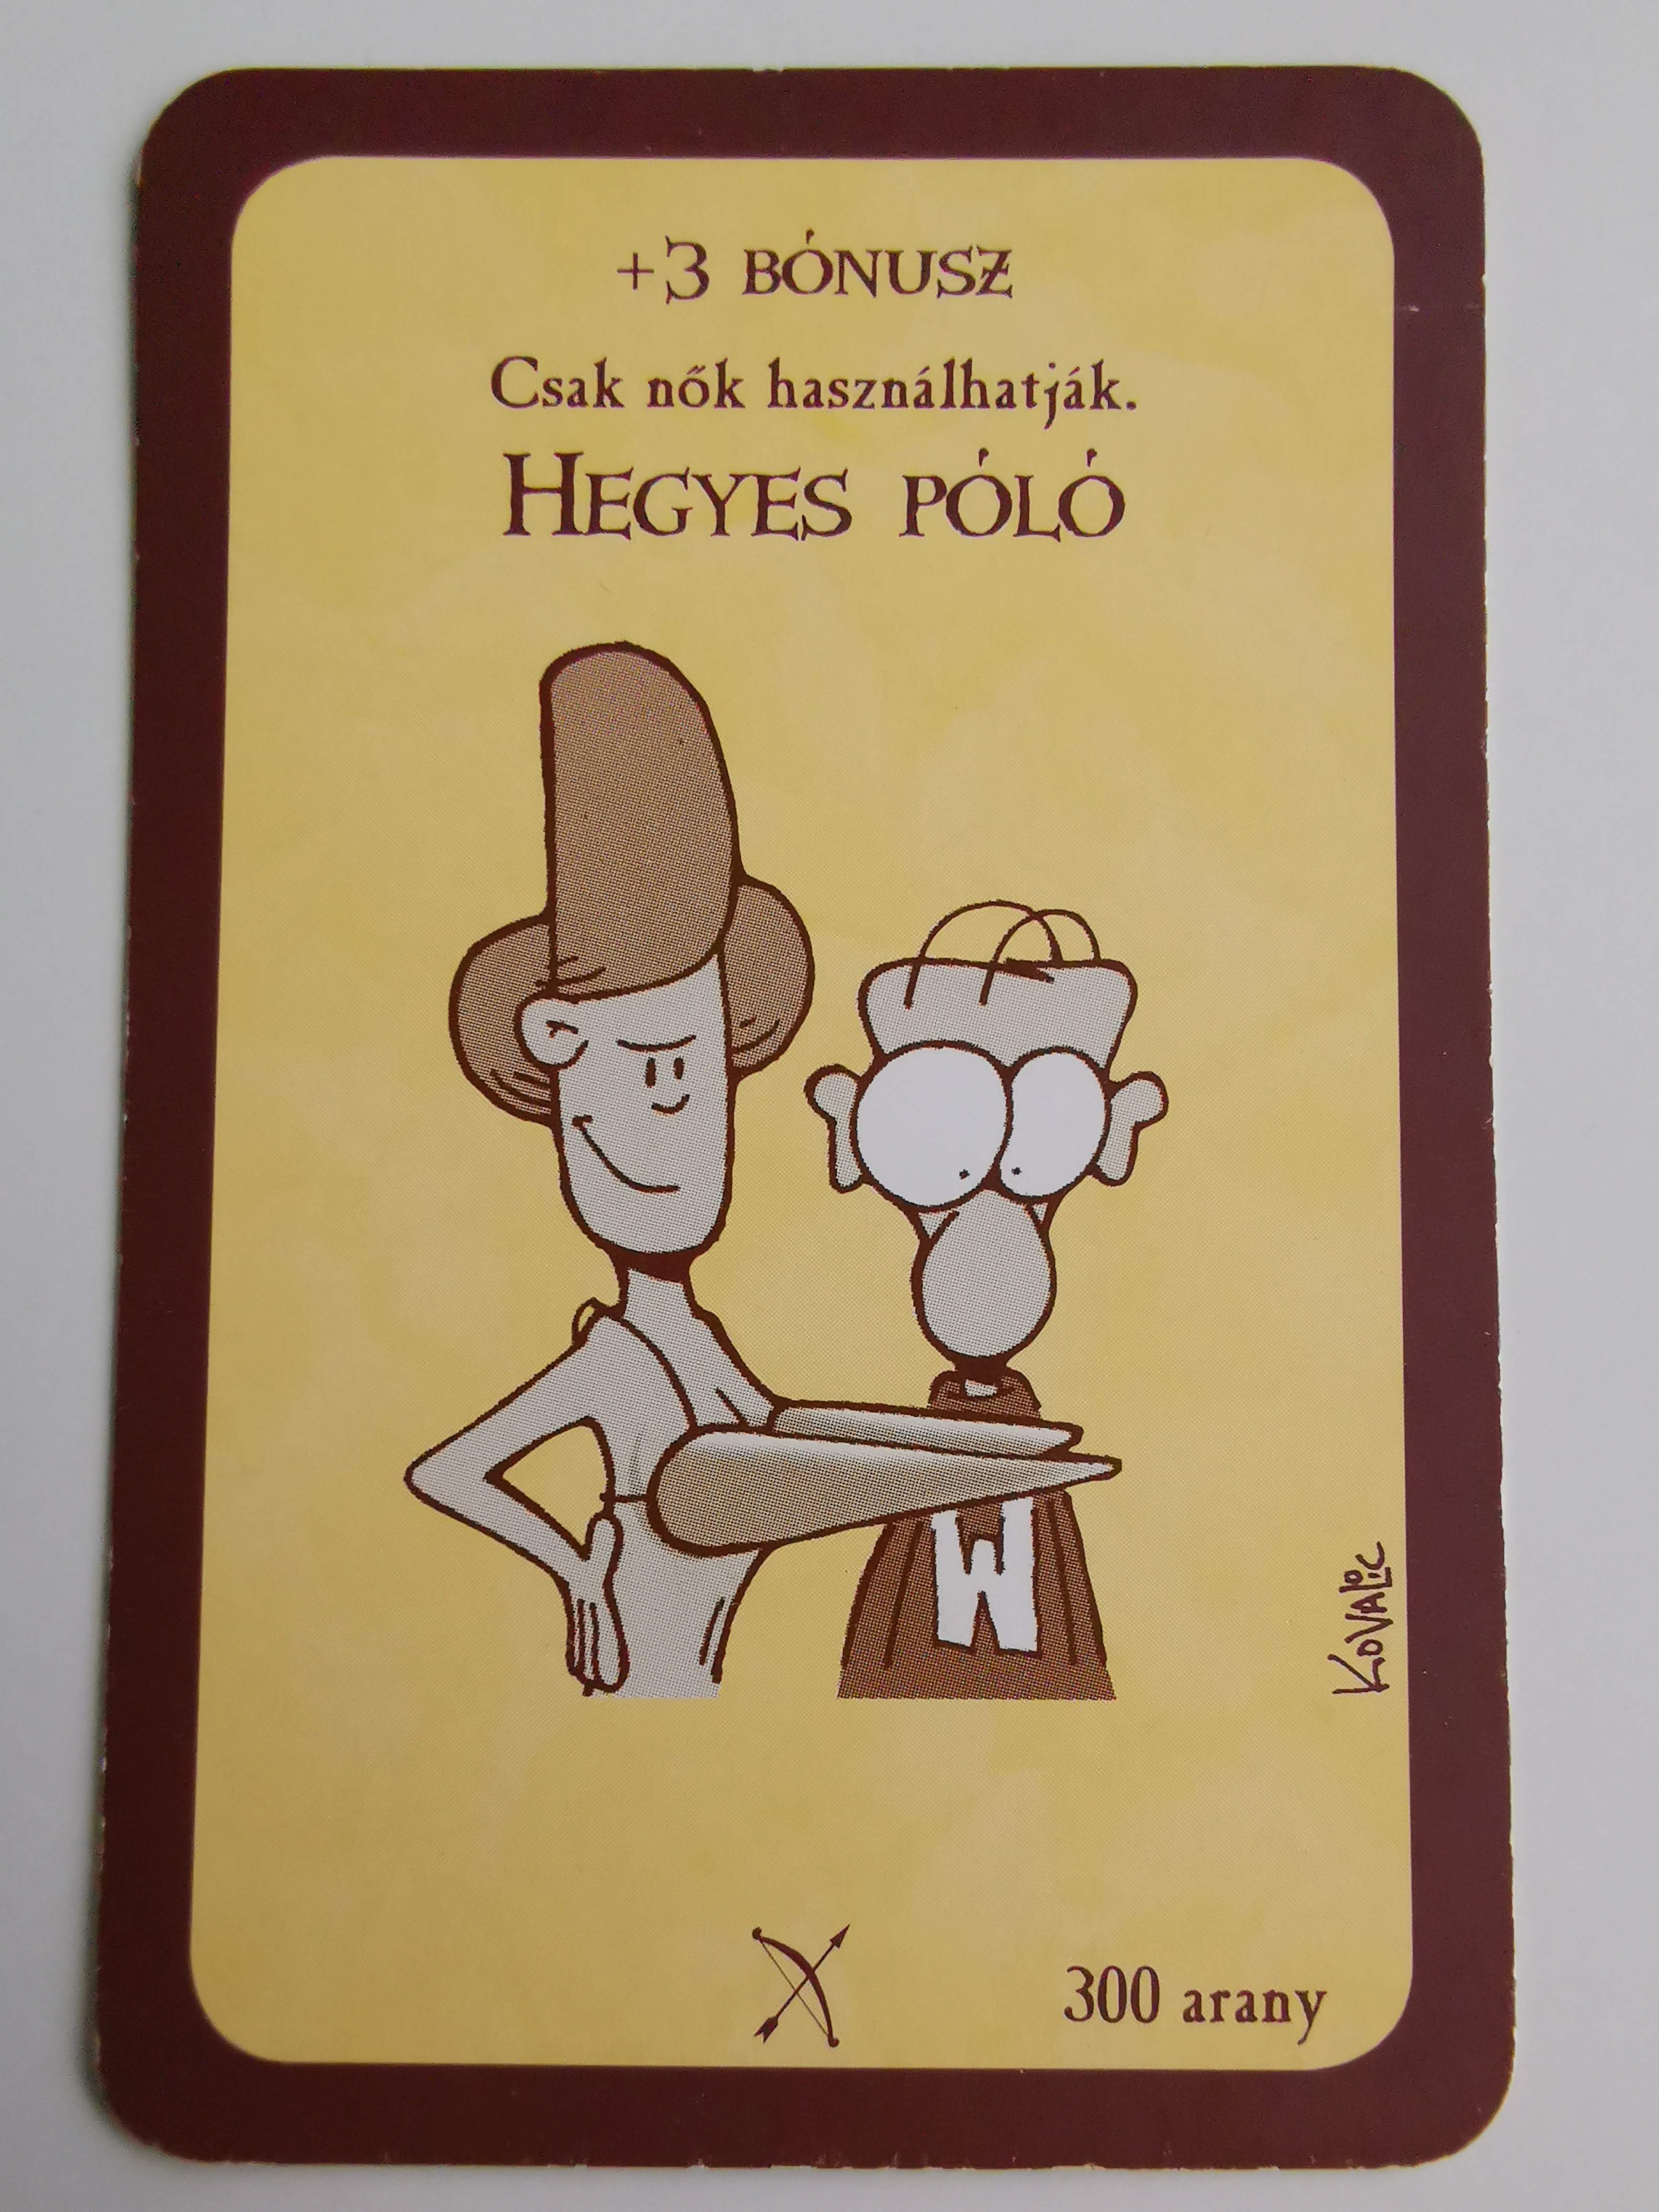 +3 BÓNUSZ
Csak nők használhatják.
HEGYES PÓLÓ
W
KOVALIC
300 arany